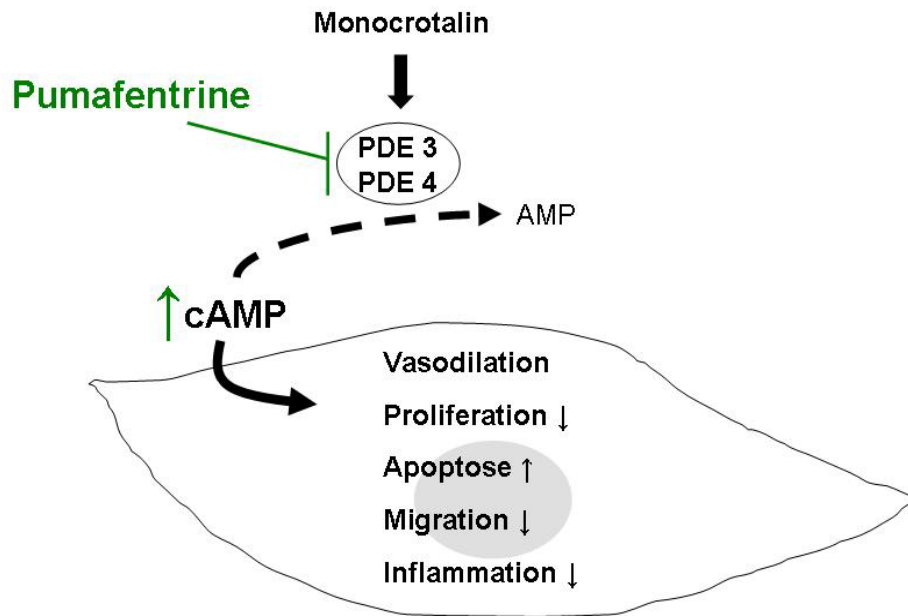 Monocrotalin
Pumafentrine
PDE 3
PDE 4
AMP
↑cAMP
Vasodilation
Proliferation ↓
Apoptose ↑
Migration ↓
Inflammation ↓